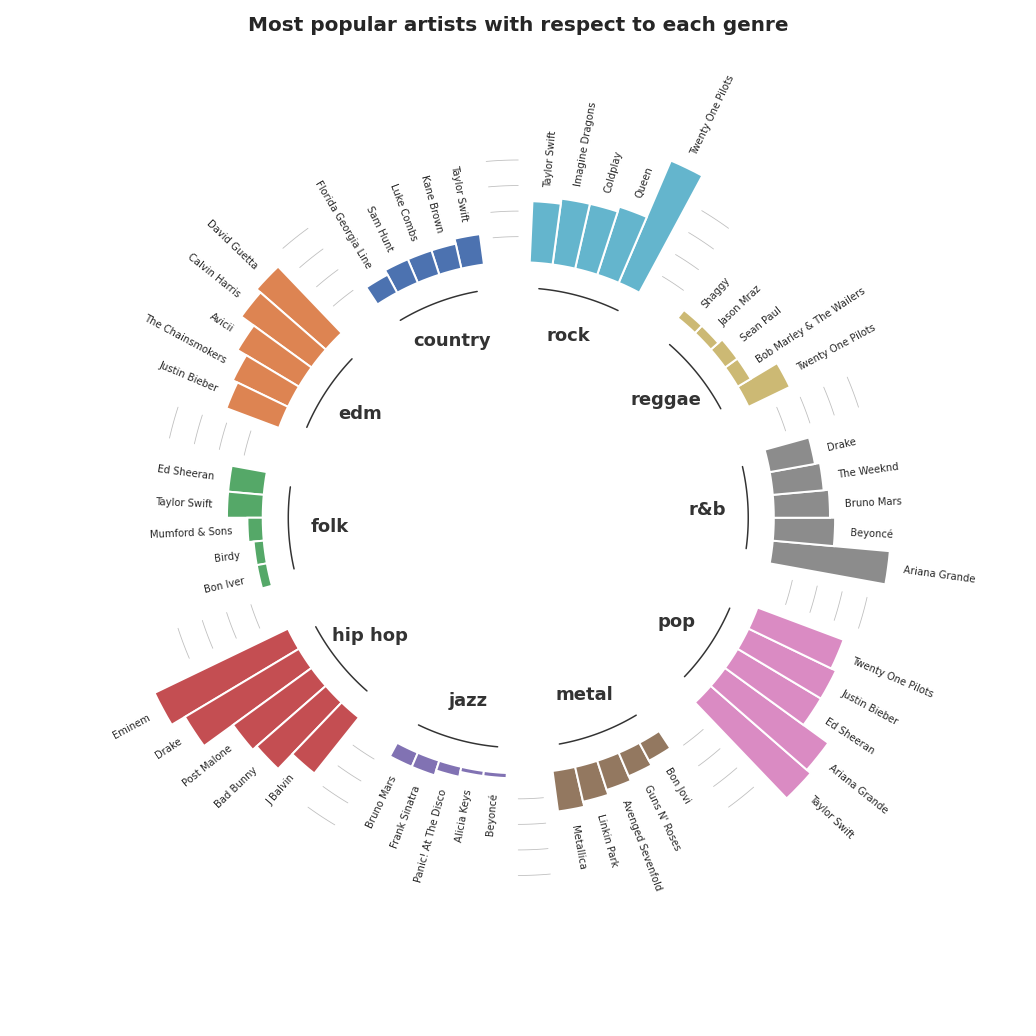 Most popular artists with respect to each genre
Taylor Swift
Imagine Dragons
Coldplay
Queen
Twenty One Pilots
rock
Shaggy
Jason Mraz
Sean Paul
Bob Marley & The Wailers
Twenty One Pilots
reggae
Drake
The Weeknd
Bruno Mars
Beyoncé
Ariana Grande
r&b
Twenty One Pilots
Justin Bieber
Ed Sheeran
Ariana Grande
Taylor Swift
pop
Bon Jovi
Guns N' Roses
Avenged Sevenfold
Linkin Park
Metallica
metal
Beyoncé
Alicia Keys
Panic! At The Disco
Frank Sinatra
Bruno Mars
jazz
J Balvin
Bad Bunny
Post Malone
Drake
Eminem
hip hop
Bon Iver
Birdy
Mumford & Sons
Taylor Swift
Ed Sheeran
folk
Justin Bieber
The Chainsmokers
Avicii
Calvin Harris
David Guetta
edm
Florida Georgia Line
Sam Hunt
Luke Combs
Kane Brown
Taylor Swift
country